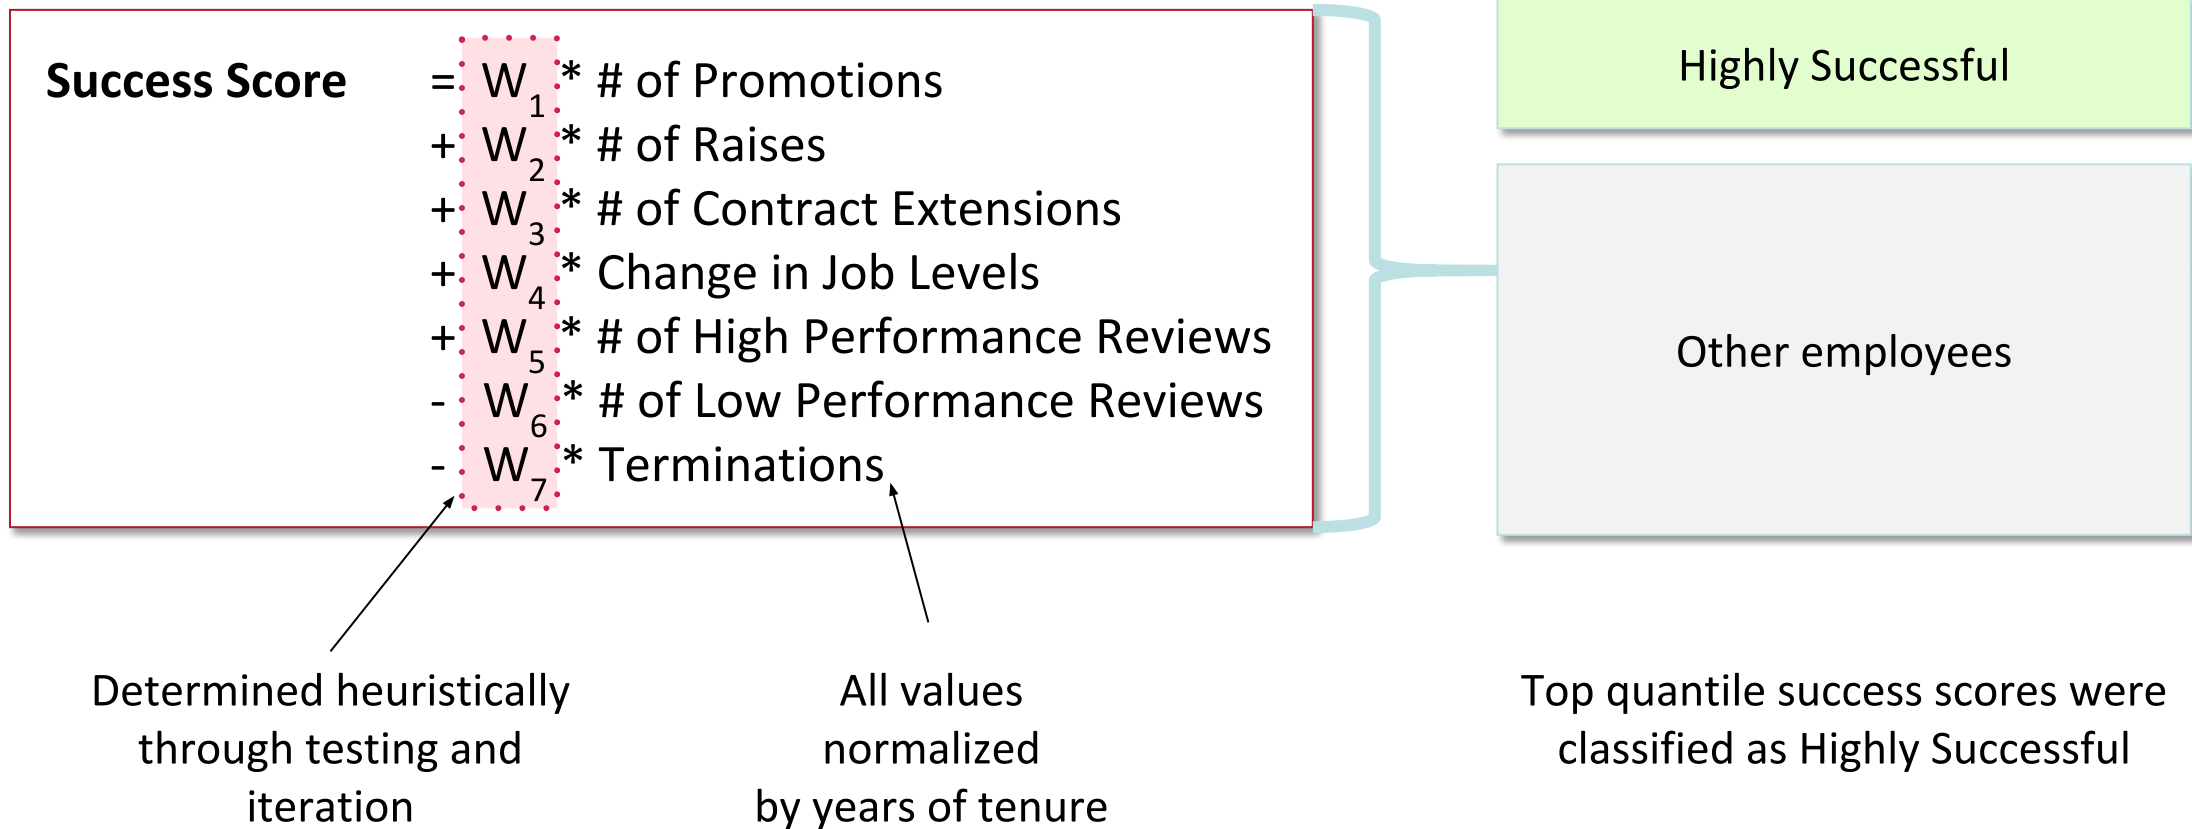 Success Score = W1 * # of Promotions
+ W2 * # of Raises
+ W3 * # of Contract Extensions
+ W4 * Change in Job Levels
+ W5 * # of High Performance Reviews
- W6 * # of Low Performance Reviews
- W7 * Terminations
Highly Successful
Other employees
Determined heuristically
through testing and
iteration
All values
normalized
by years of tenure
Top quantile success scores were
classified as Highly Successful